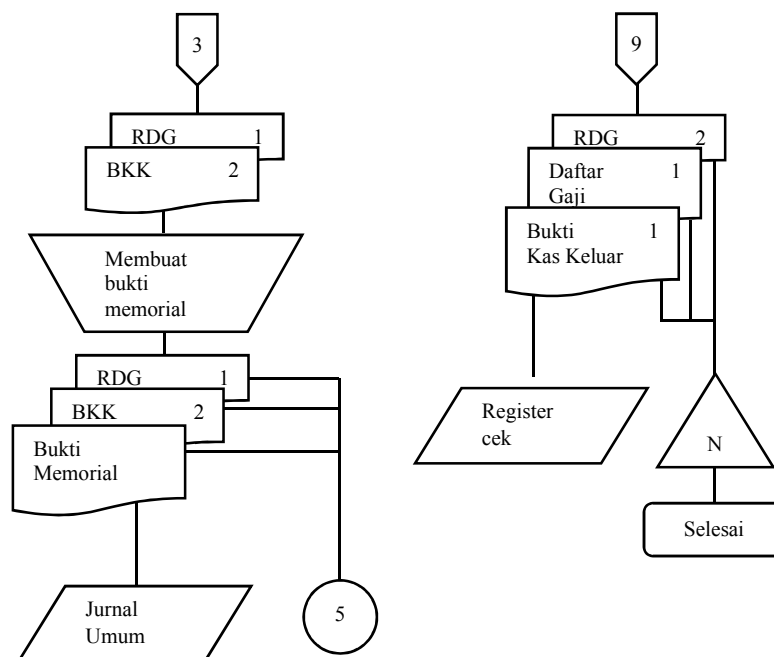 3
RDG 1
BKK 2
Membuat
bukti
memorial
RDG 1
BKK 2
Bukti
Memorial
Jurnal
Umum
5
9
RDG 2
Daftar 1
Gaji
Bukti 1
Kas Keluar
Register
cek
N
Selesai